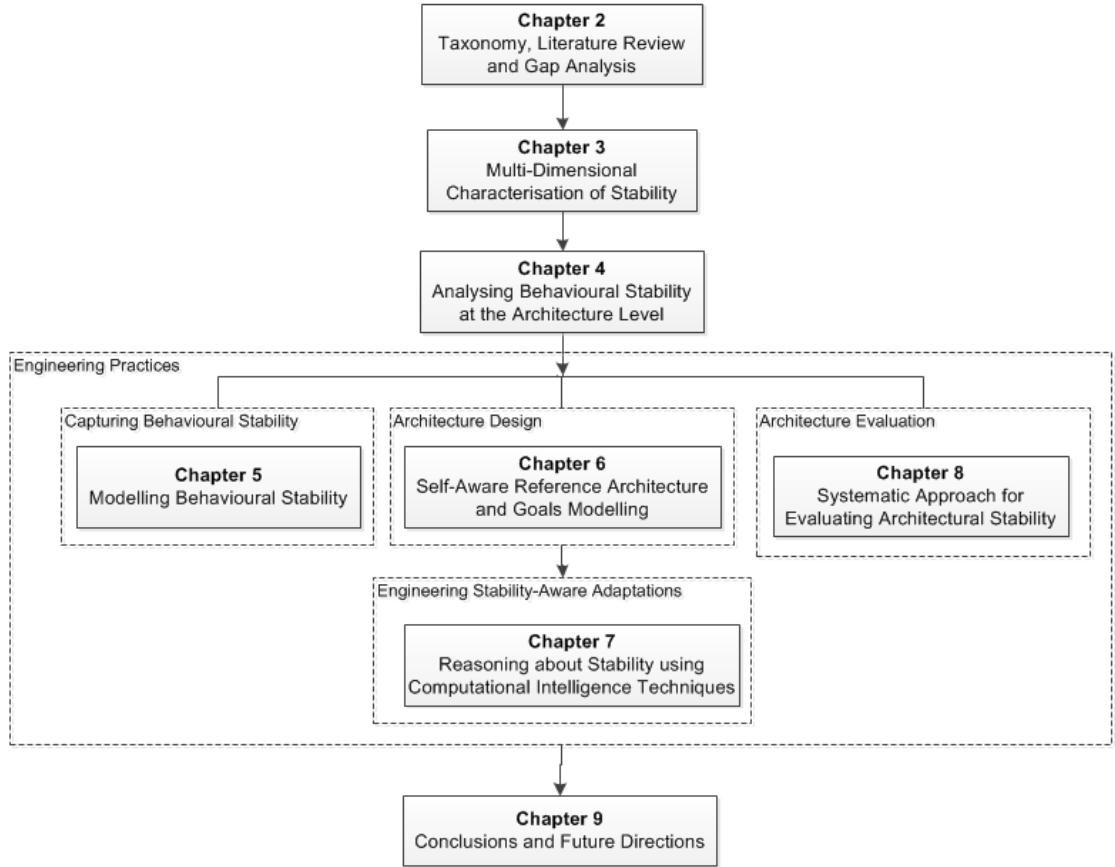 Chapter 2
Taxonomy, Literature Review
and Gap Analysis
Chapter 3
Multi-Dimensional
Characterisation of Stability
Chapter 4
Analysing Behavioural Stability
at the Architecture Level
Engineering Practices
Capturing Behavioural Stability
Chapter 5
Modelling Behavioural Stability
Architecture Design
Chapter 6
Self-Aware Reference Architecture
and Goals Modelling
Architecture Evaluation
Chapter 8
Systematic Approach for
Evaluating Architectural Stability
Engineering Stability-Aware Adaptations
Chapter 7
Reasoning about Stability using
Computational Intelligence Techniques
Chapter 9
Conclusions and Future Directions